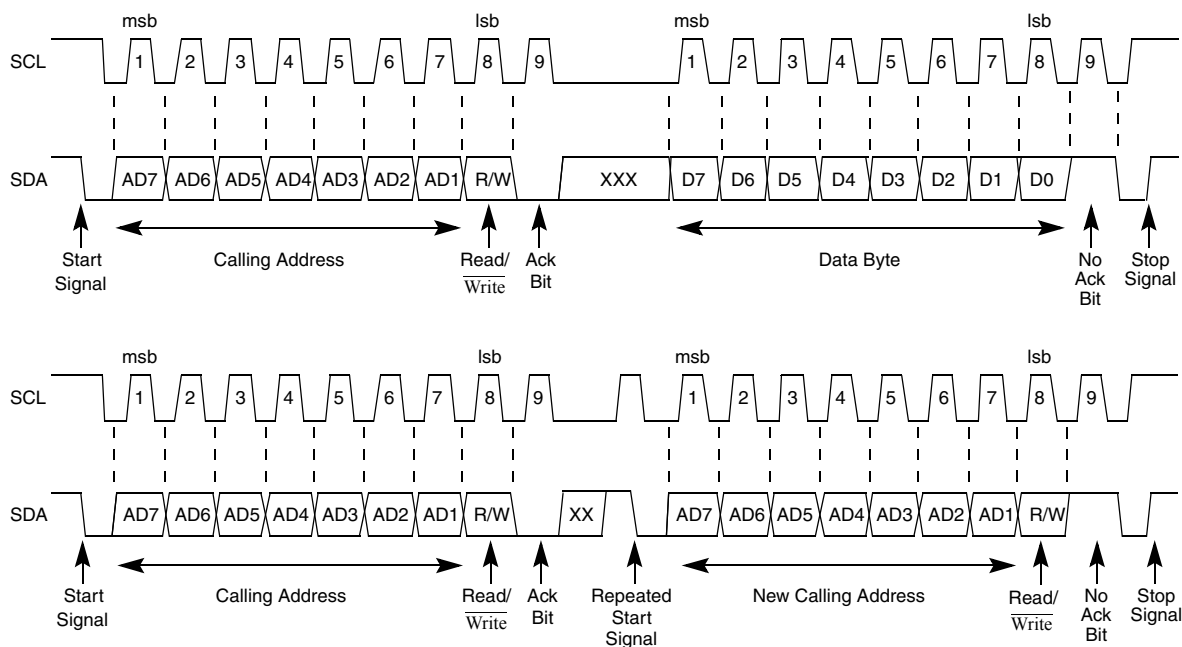 msb lsb msb lsb
SCL 1 2 3 4 5 6 7 8 9 1 2 3 4 5 6 7 8 9
SDA AD7 AD6 AD5 AD4 AD3 AD2 AD1 R/W XXX D7 D6 D5 D4 D3 D2 D1 D0
Start Calling Address Read/ Ack Data Byte No Stop
Signal Write Bit Ack Signal
Bit
msb lsb msb lsb
SCL 1 2 3 4 5 6 7 8 9 1 2 3 4 5 6 7 8 9
SDA AD7 AD6 AD5 AD4 AD3 AD2 AD1 R/W XX AD7 AD6 AD5 AD4 AD3 AD2 AD1 R/W
Start Calling Address Read/ Ack Repeated New Calling Address Read/ No Stop
Signal Write Bit Start Write Ack Signal
Signal Bit